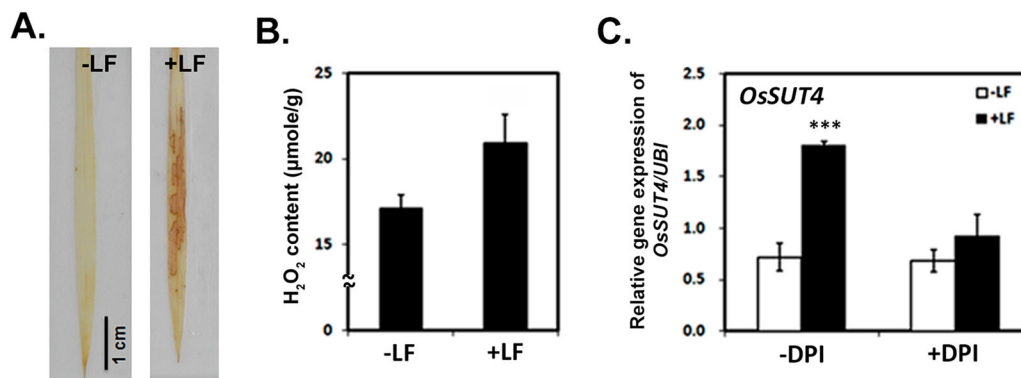 A.
-LF
+LF
1 cm
B.
H₂O₂ content (µmole/g)
25
20
15
0
-LF
+LF
C.
Relative gene expression of
OsSUT4/UBI
2.5
2.0
1.5
1.0
0.5
0.0
OsSUT4
-LF
+LF
***
-DPI
+DPI